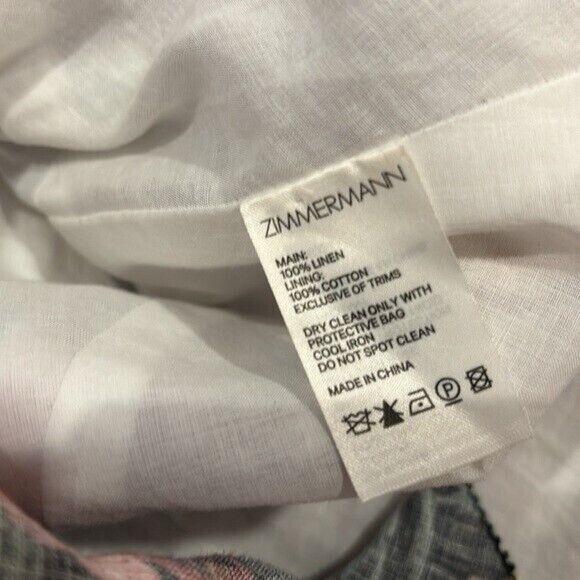 ZIMMERMANN
MAIN:
100% LINEN
LINING:
100% COTTON
EXCLUSIVE OF TRIMS
DRY CLEAN ONLY WITH
PROTECTIVE BAG
COOL IRON
DO NOT SPOT CLEAN
MADE IN CHINA
P